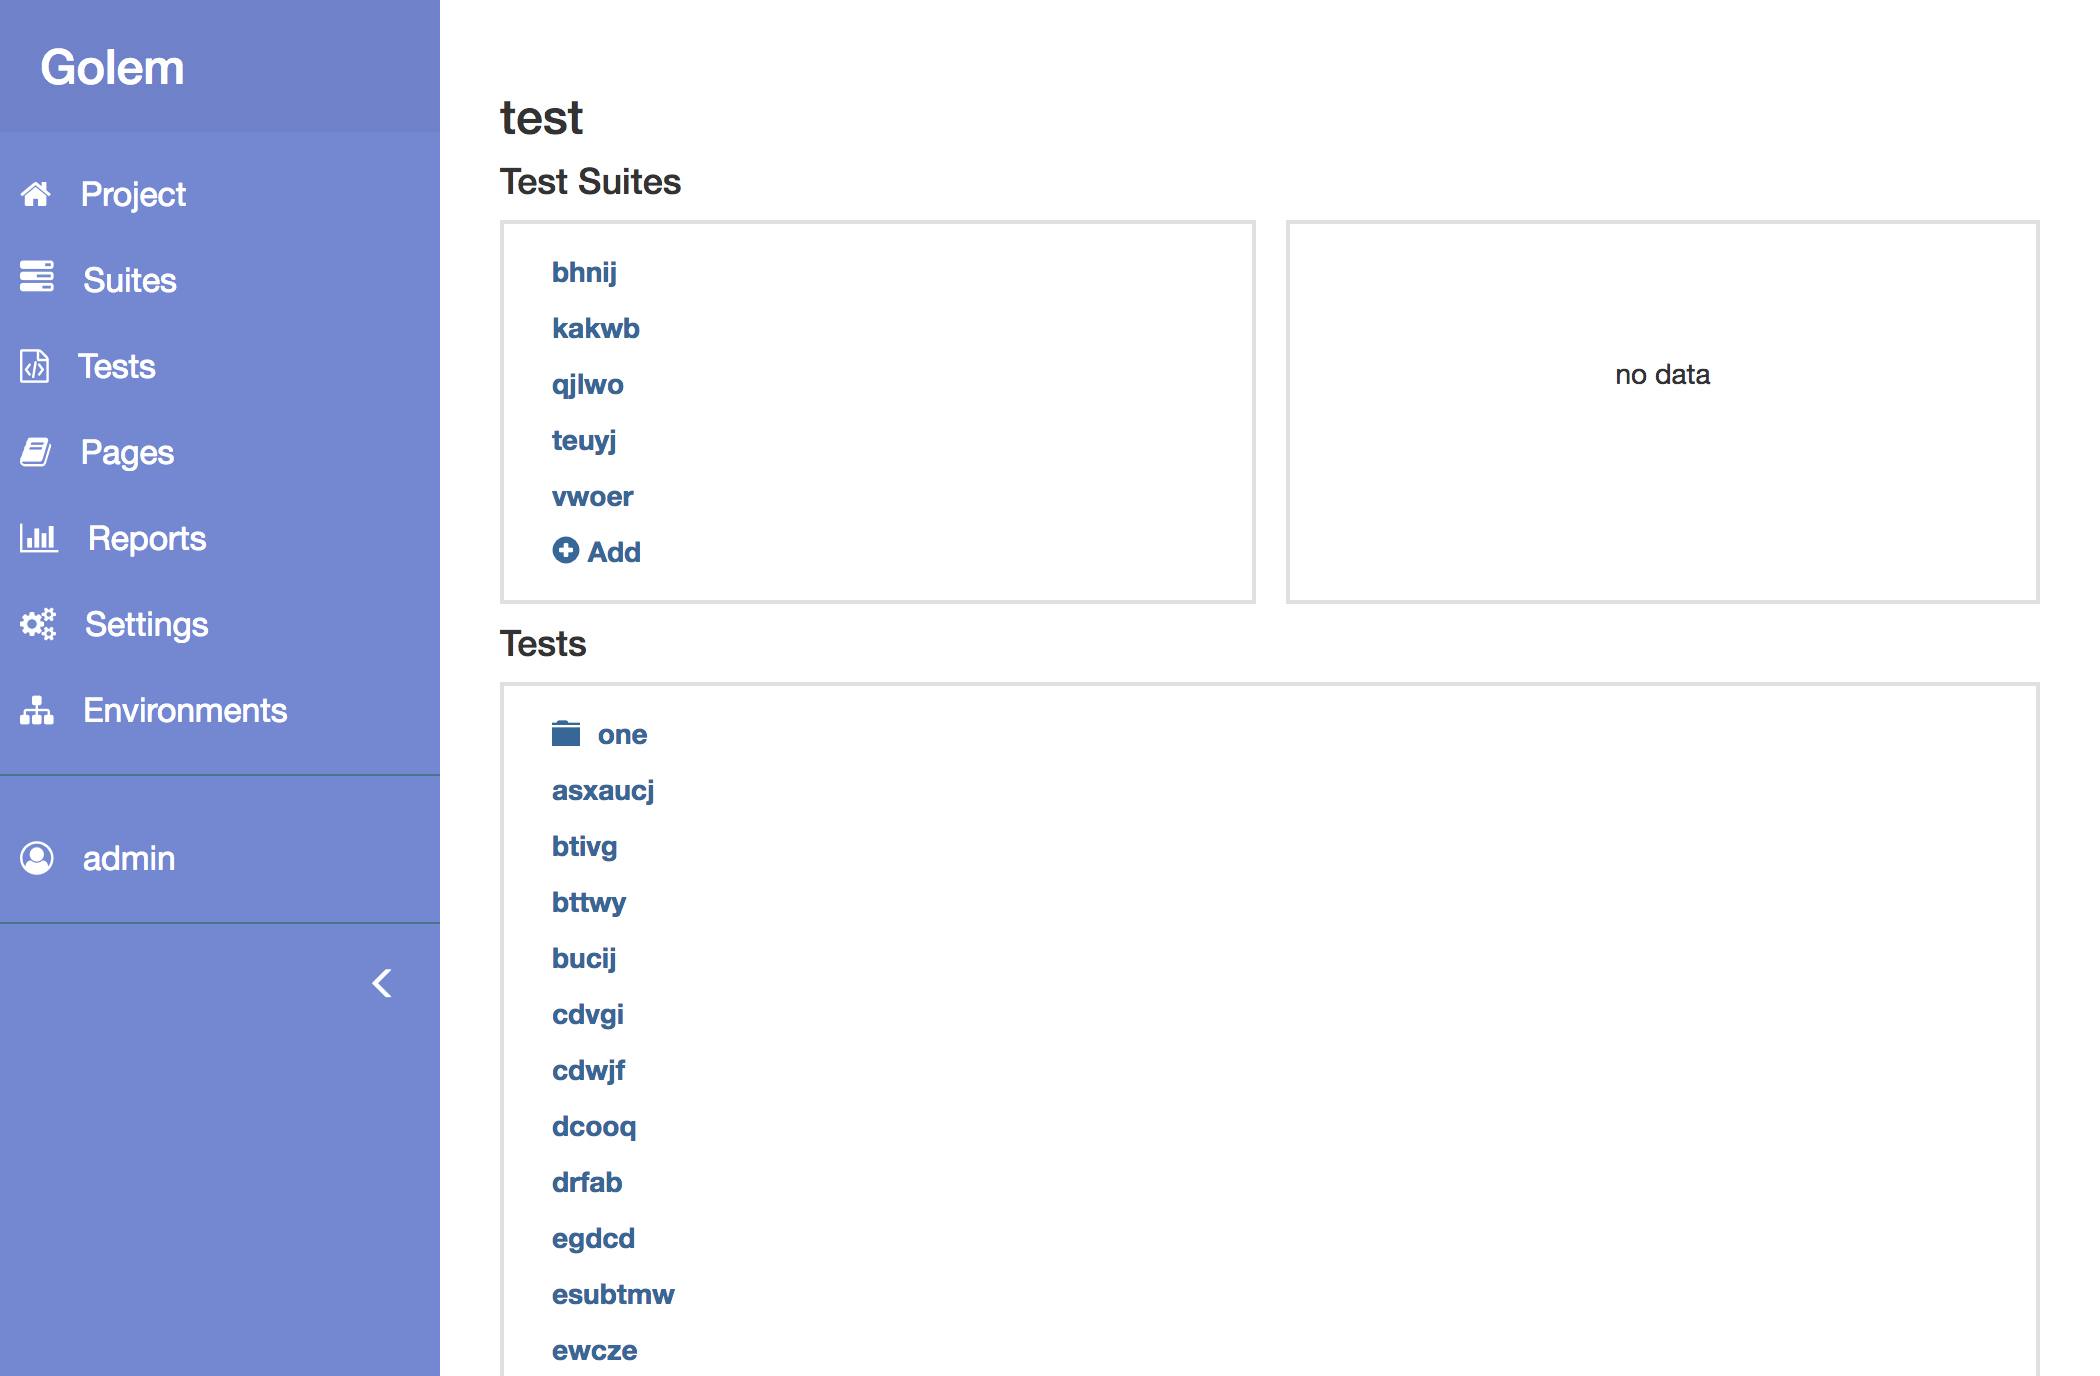 Golem
Project
Suites
Tests
Pages
Reports
Settings
Environments
admin
test
Test Suites
bhnij
kakwb
qjlwo
teuyj
vwoer
Add
no data
Tests
one
asxaucj
btivg
bttwy
bucij
cdvgi
cdwjf
dcooq
drfab
egdcd
esubtmw
ewcze